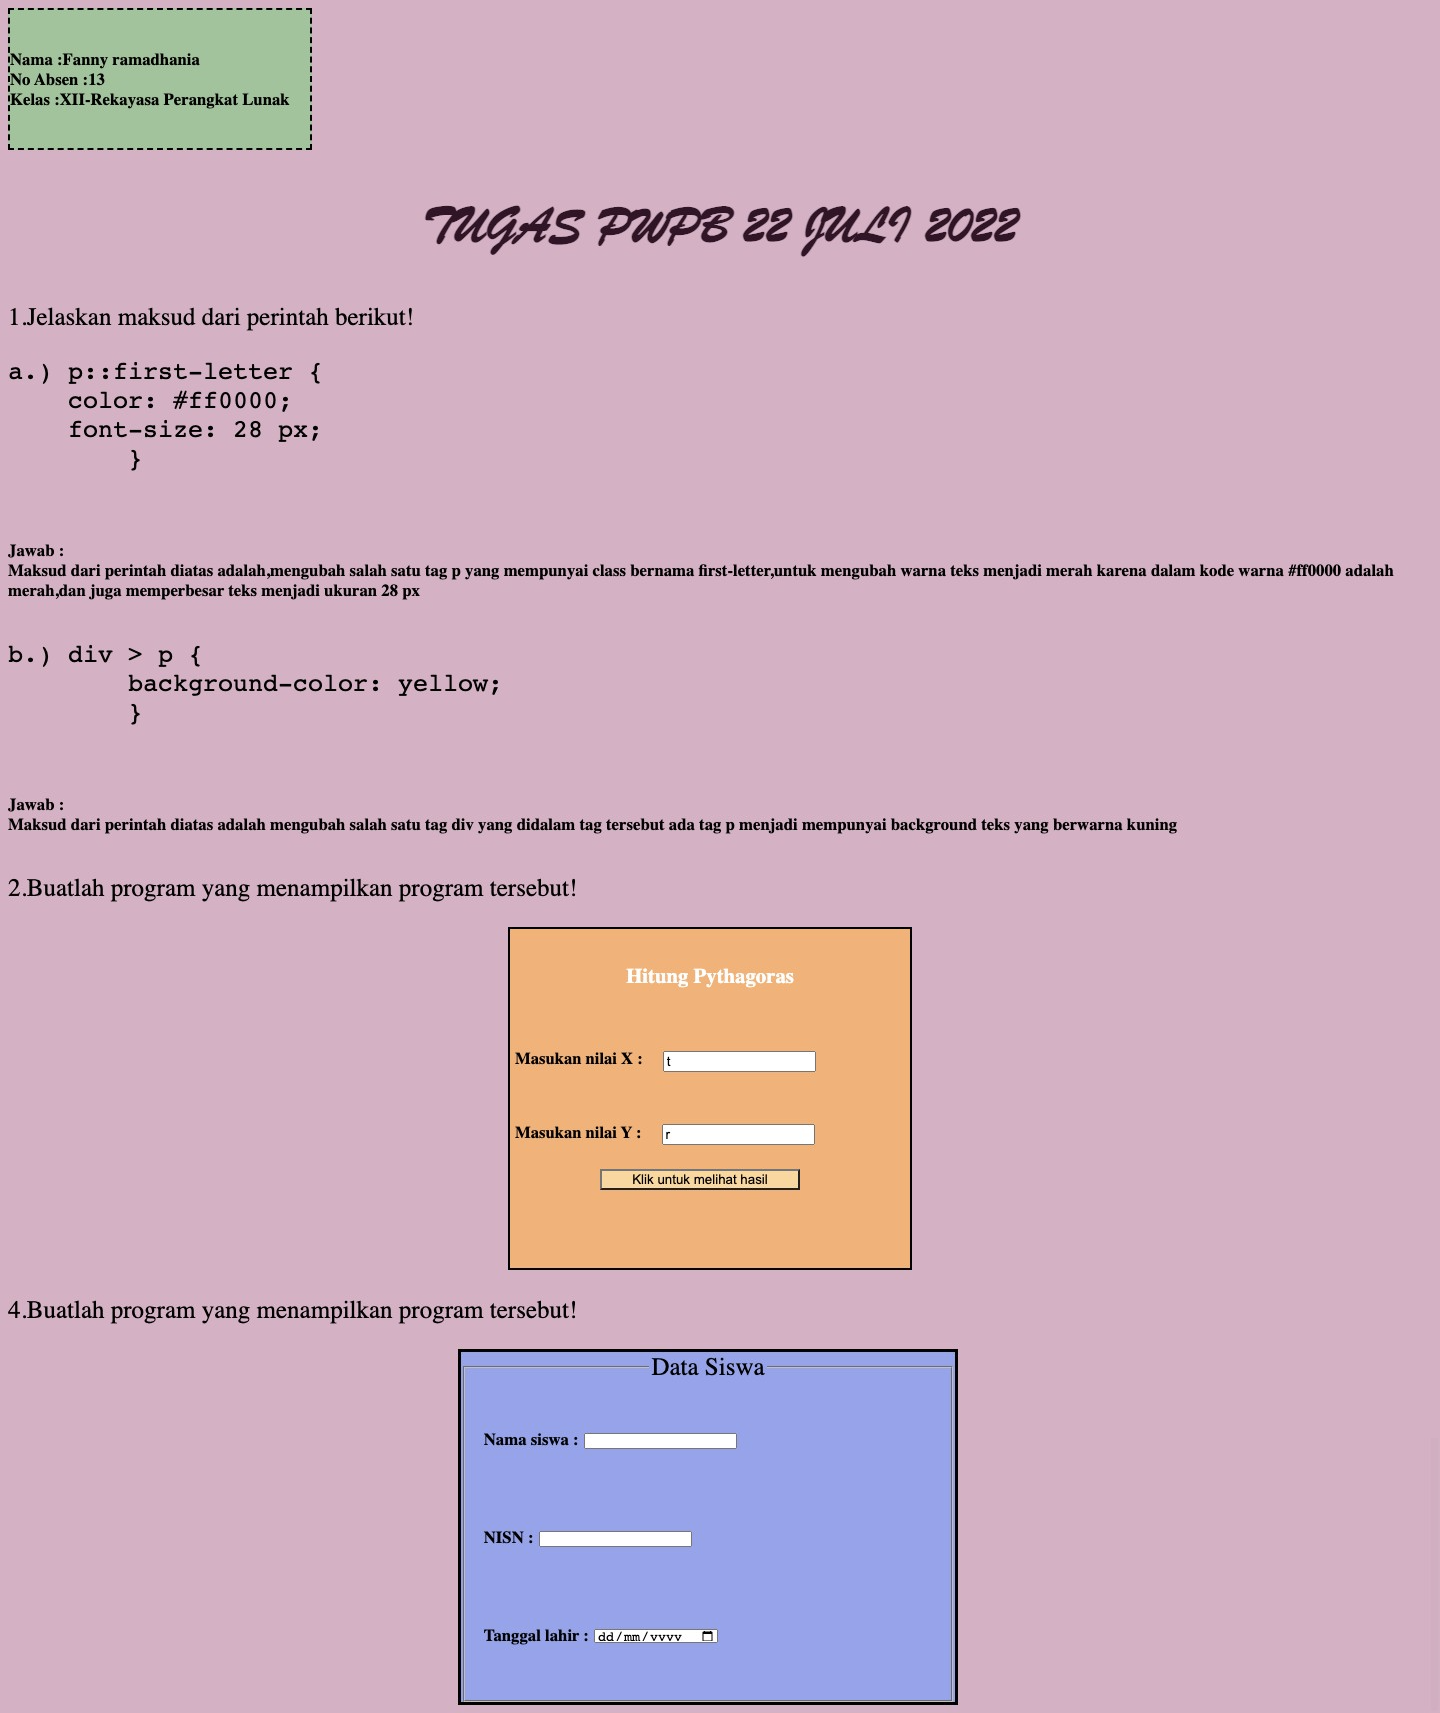 Nama :Fanny ramadhania
No Absen :13
Kelas :XII-Rekayasa Perangkat Lunak
TUGAS PWPB 22 JULI 2022
1.Jelaskan maksud dari perintah berikut!
a.) p::first-letter {
color: #ff0000;
font-size: 28 px;
}
Jawab :
Maksud dari perintah diatas adalah,mengubah salah satu tag p yang mempunyai class bernama first-letter,untuk mengubah warna teks menjadi merah karena dalam kode warna #ff0000 adalah
merah,dan juga memperbesar teks menjadi ukuran 28 px
b.) div > p {
background-color: yellow;
}
Jawab :
Maksud dari perintah diatas adalah mengubah salah satu tag div yang didalam tag tersebut ada tag p menjadi mempunyai background teks yang berwarna kuning
2.Buatlah program yang menampilkan program tersebut!
Hitung Pythagoras
Masukan nilai X : t
Masukan nilai Y : r
Klik untuk melihat hasil
4.Buatlah program yang menampilkan program tersebut!
Data Siswa
Nama siswa :
NISN :
Tanggal lahir : dd/mm/yyyy